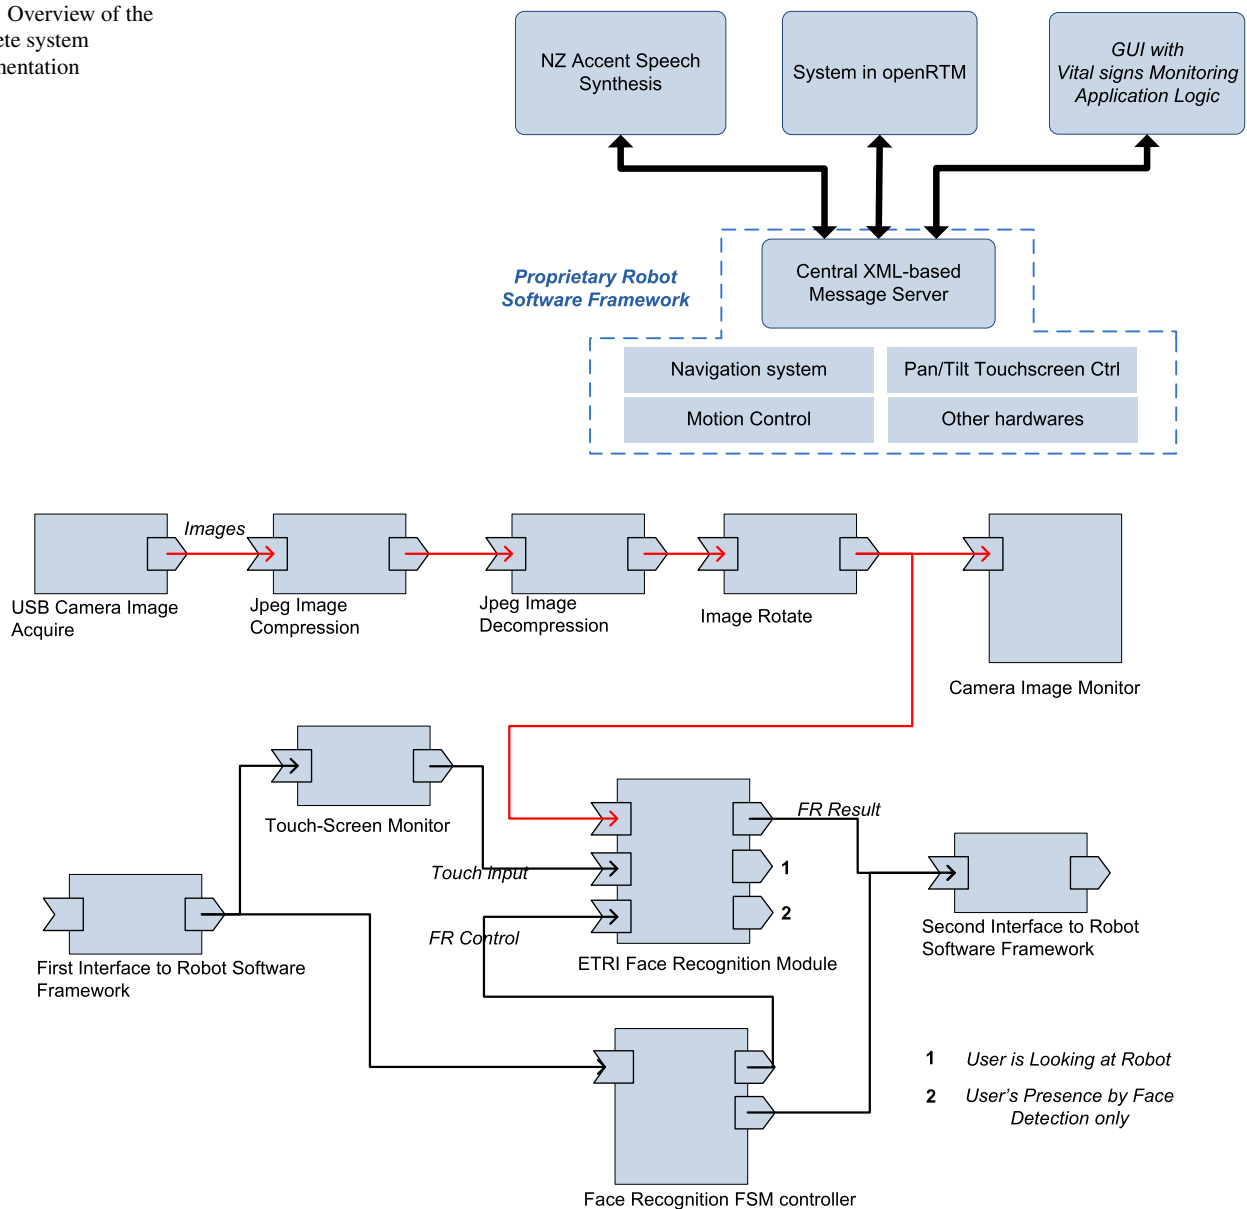 Overview of the
ete system
nentation
NZ Accent Speech
Synthesis
System in openRTM
GUI with
Vital signs Monitoring
Application Logic
Proprietary Robot
Software Framework
Central XML-based
Message Server
Navigation system
Pan/Tilt Touchscreen Ctrl
Motion Control
Other hardwares
Images
USB Camera Image
Acquire
Jpeg Image
Compression
Jpeg Image
Decompression
Image Rotate
Camera Image Monitor
Touch-Screen Monitor
FR Result
Touch input
1
2
FR Control
First Interface to Robot Software
Framework
ETRI Face Recognition Module
Second Interface to Robot
Software Framework
1 User is Looking at Robot
2 User's Presence by Face
Detection only
Face Recognition FSM controller